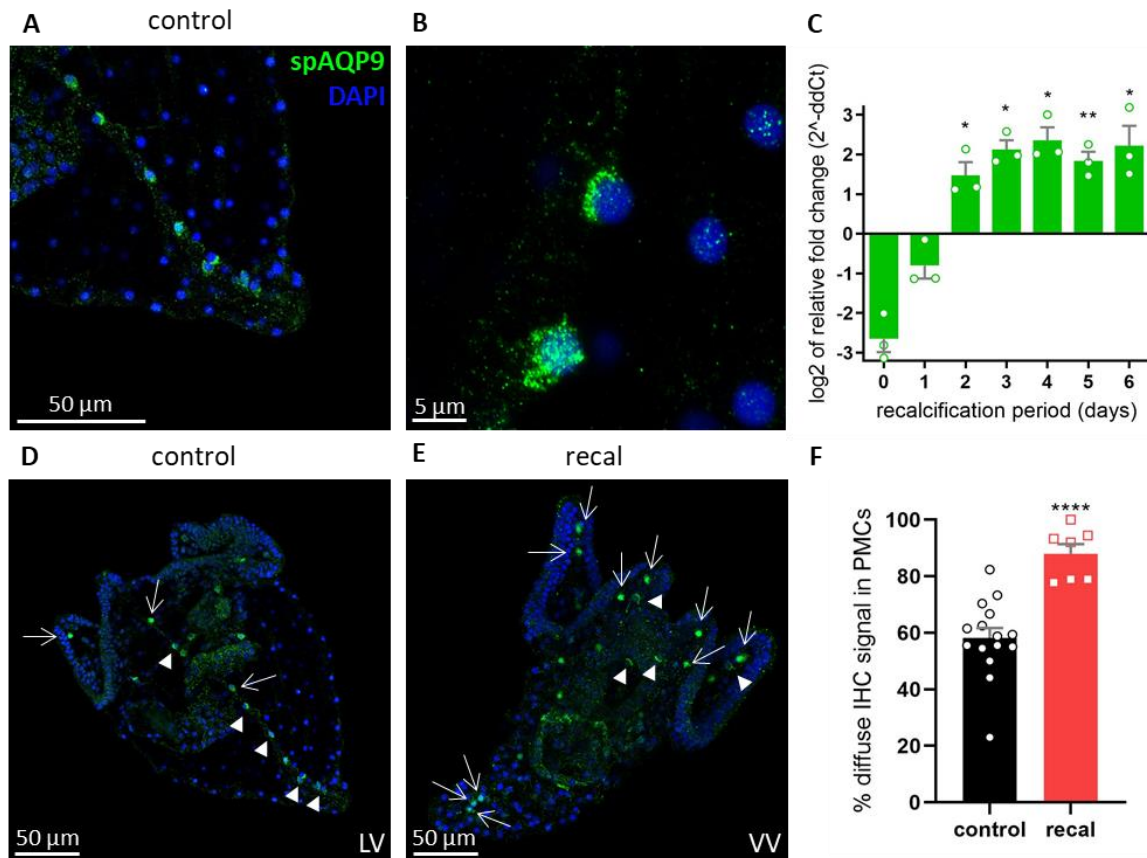 A control
spAQP9
DAPI
50 µm
B
5 µm
C
log2 of relative fold change (2^-ddCt)
3
2
1
0
-1
-2
-3
* * * ** *
0 1 2 3 4 5 6
recalcification period (days)
D control
50 µm
LV
E recal
50 µm
VV
F
% diffuse IHC signal in PMCs
100
80
60
40
20
0
****
control recal